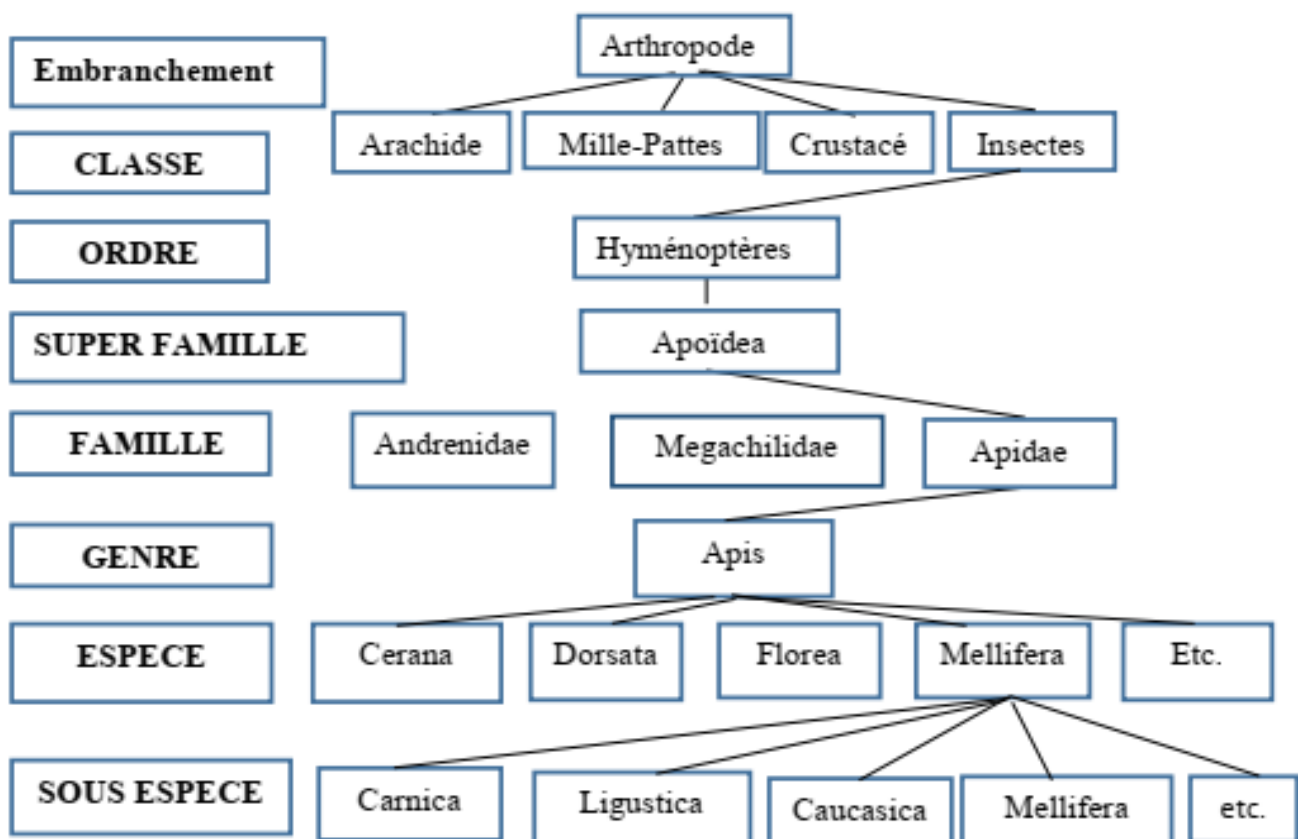 Embranchement
Arthropode
CLASSE
Arachide
Mille-Pattes
Crustacé
Insectes
ORDRE
Hyménoptères
SUPER FAMILLE
Apoïdea
FAMILLE
Andrenidae
Megachilidae
Apidae
GENRE
Apis
ESPECE
Cerana
Dorsata
Florea
Mellifera
Etc.
SOUS ESPECE
Carnica
Ligustica
Caucasica
Mellifera
etc.